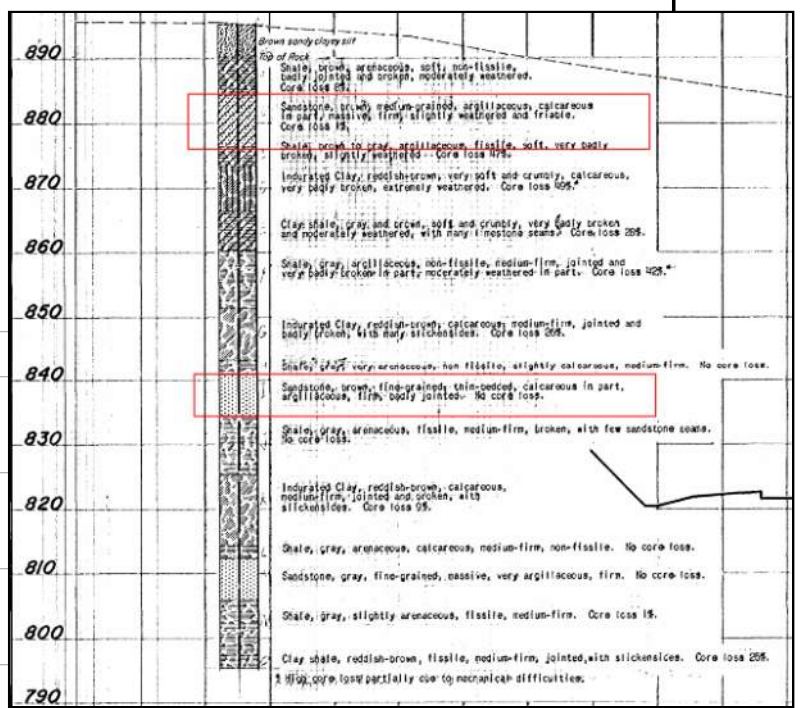 890
880
870
860
850
840
830
820
810
800
790
Brown sandy clayey silt
Top of Rock
Shale, brown, arenaceous, soft, non-fissile,
badly jointed and broken, moderately weathered.
Core loss
Sandstone, brown, medium-grained, argillaceous, calcareous
in part, massive, firm, slightly weathered and friable.
Core loss 1%.
Shale, brown to gray, argillaceous, fissile, soft, very badly
broken, slightly weathered. Core loss 47%.
Indurated Clay, reddish-brown, very soft and crumbly, calcareous,
very badly broken, extremely weathered. Core loss 49%.*
Clay shale, gray and brown, soft and crumbly, very badly broken
and moderately weathered, with many limestone seams. Core loss 28%.
Shale, gray, argillaceous, non-fissile, medium-firm, jointed and
very badly broken in part, moderately weathered in part. Core loss 42%.*
Indurated Clay, reddish-brown, calcareous, medium-firm, jointed and
badly broken, with many slickensides. Core loss 26%.
Shale, gray, very arenaceous, non fissile, slightly calcareous, medium-firm. No core loss.
Sandstone, brown, fine-grained, thin-bedded, calcareous in part,
argillaceous, firm, badly jointed. No core loss.
Shale, gray, arenaceous, fissile, medium-firm, broken, with few sandstone seams.
No core loss.
Indurated Clay, reddish-brown, calcareous,
medium-firm, jointed and broken, with
slickensides. Core loss 9%.
Shale, gray, arenaceous, calcareous, medium-firm, non-fissile. No core loss.
Sandstone, gray, fine-grained, massive, very argillaceous, firm. No core loss.
Shale, gray, slightly arenaceous, fissile, medium-firm. Core loss 1%.
Clay shale, reddish-brown, fissile, medium-firm, jointed, with slickensides. Core loss 25%.
* High core loss partially due to mechanical difficulties.